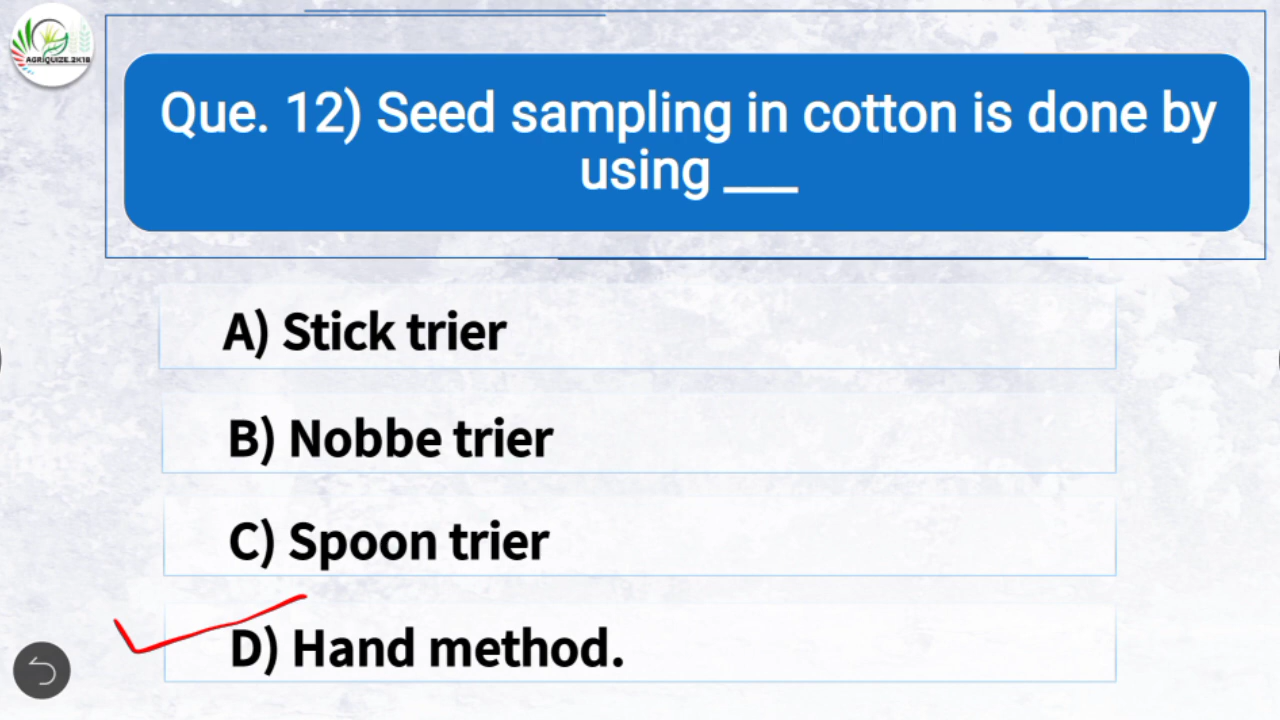 AGRIQUIZE.2K18
Que. 12) Seed sampling in cotton is done by
using ___
A) Stick trier
B) Nobbe trier
C) Spoon trier
D) Hand method.